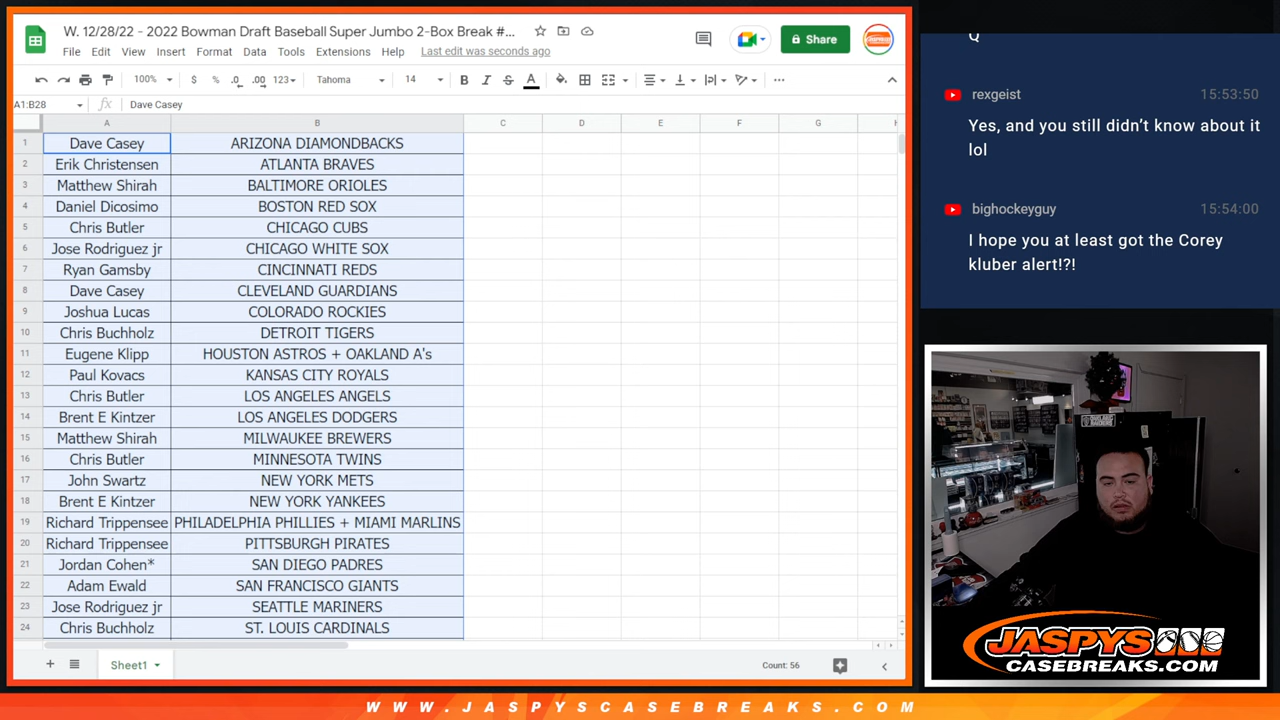 W. 12/28/22 - 2022 Bowman Draft Baseball Super Jumbo 2-Box Break #...
File Edit View Insert Format Data Tools Extensions Help Last edit was seconds ago
Share
100% $ % .0 .00 123 Tahoma 14 B I S A
A1:B28 fx Dave Casey
A B C D E F G H
1 Dave Casey ARIZONA DIAMONDBACKS
2 Erik Christensen ATLANTA BRAVES
3 Matthew Shirah BALTIMORE ORIOLES
4 Daniel Dicosimo BOSTON RED SOX
5 Chris Butler CHICAGO CUBS
6 Jose Rodriguez jr CHICAGO WHITE SOX
7 Ryan Gamsby CINCINNATI REDS
8 Dave Casey CLEVELAND GUARDIANS
9 Joshua Lucas COLORADO ROCKIES
10 Chris Buchholz DETROIT TIGERS
11 Eugene Klipp HOUSTON ASTROS + OAKLAND A's
12 Paul Kovacs KANSAS CITY ROYALS
13 Chris Butler LOS ANGELES ANGELS
14 Brent E Kintzer LOS ANGELES DODGERS
15 Matthew Shirah MILWAUKEE BREWERS
16 Chris Butler MINNESOTA TWINS
17 John Swartz NEW YORK METS
18 Brent E Kintzer NEW YORK YANKEES
19 Richard Trippensee PHILADELPHIA PHILLIES + MIAMI MARLINS
20 Richard Trippensee PITTSBURGH PIRATES
21 Jordan Cohen* SAN DIEGO PADRES
22 Adam Ewald SAN FRANCISCO GIANTS
23 Jose Rodriguez jr SEATTLE MARINERS
24 Chris Buchholz ST. LOUIS CARDINALS
Sheet1
Count: 56
Q
rexgeist 15:53:50
Yes, and you still didn't know about it
lol
bighockeyguy 15:54:00
I hope you at least got the Corey
kluber alert!?!
JASPYS
CASEBREAKS.COM
WWW.JASPYSCASEBREAKS.COM